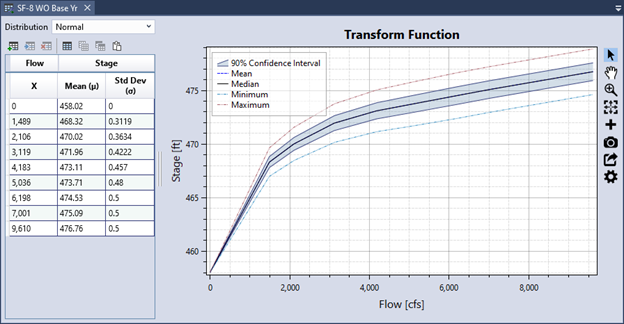 SF-8 WO Base Yr
Distribution Normal
Flow Stage
X Mean (μ) Std Dev (σ)
0 458.02 0
1,489 468.32 0.3119
2,106 470.02 0.3634
3,119 471.96 0.4222
4,183 473.11 0.457
5,036 473.71 0.48
6,198 474.53 0.5
7,001 475.09 0.5
9,610 476.76 0.5
Transform Function
90% Confidence Interval
Mean
Median
Minimum
Maximum
Stage [ft]
475
470
465
460
0 2,000 4,000 6,000 8,000
Flow [cfs]